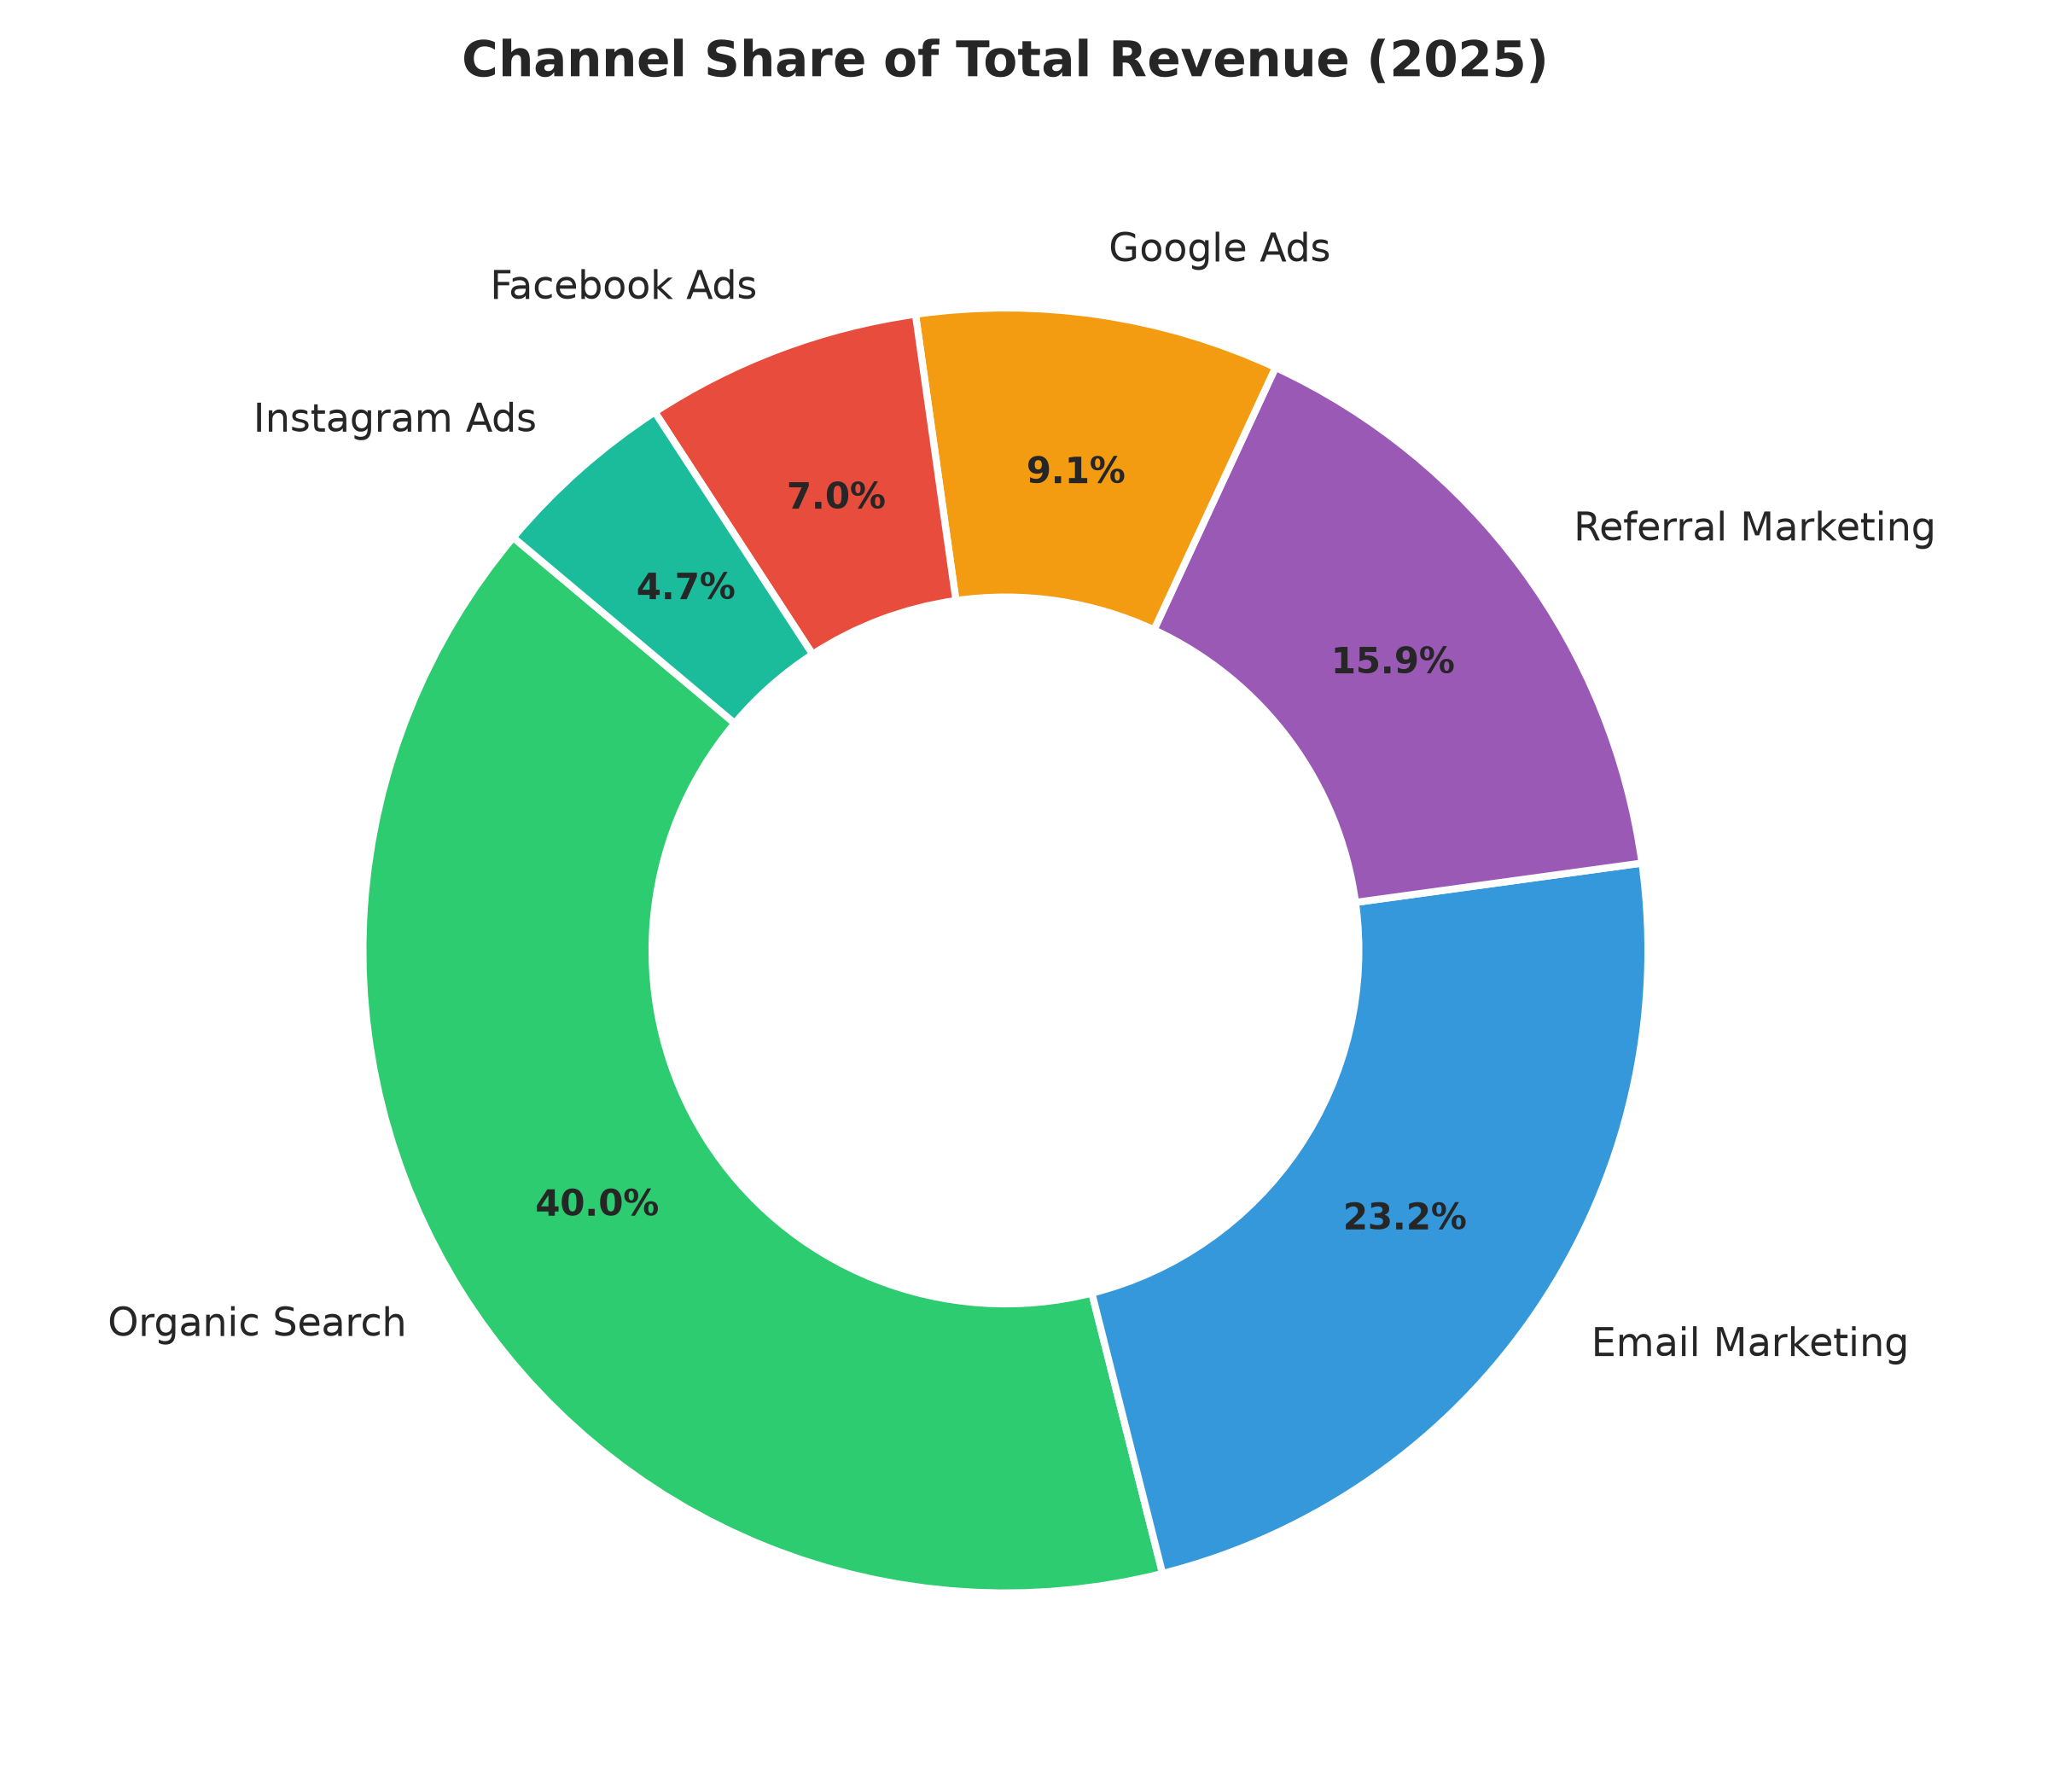 Channel Share of Total Revenue (2025)
Google Ads
Facebook Ads
Instagram Ads
9.1%
7.0%
Referral Marketing
4.7%
15.9%
40.0%
23.2%
Organic Search
Email Marketing